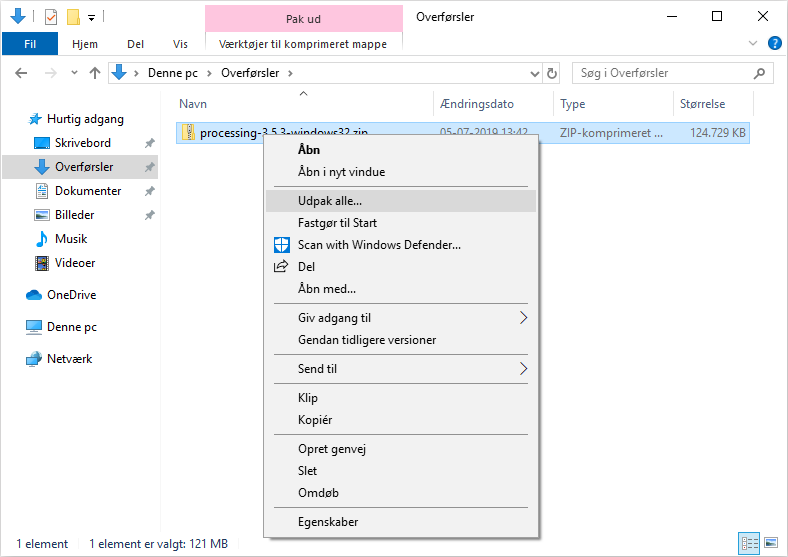 Pak ud
Overførsler
Fil
Hjem
Del
Vis
Værktøjer til komprimeret mappe
Denne pc
Overførsler
Søg i Overførsler
Hurtig adgang
Skrivebord
Overførsler
Dokumenter
Billeder
Musik
Videoer
OneDrive
Denne pc
Netværk
Navn
Ændringsdato
Type
Størrelse
processing-3.5.3-windows32.zip
05-07-2019 13:42
ZIP-komprimeret ...
124.729 KB
Åbn
Åbn i nyt vindue
Udpak alle...
Fastgør til Start
Scan with Windows Defender...
Del
Åbn med...
Giv adgang til
Gendan tidligere versioner
Send til
Klip
Kopiér
Opret genvej
Slet
Omdøb
Egenskaber
1 element
1 element er valgt: 121 MB